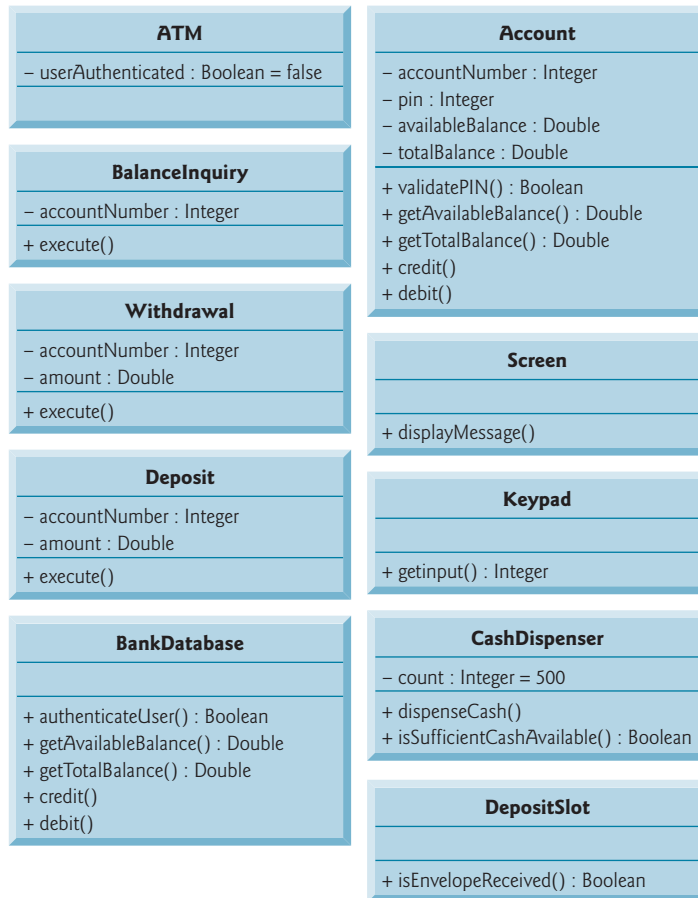 ATM
– userAuthenticated : Boolean = false
BalanceInquiry
– accountNumber : Integer
+ execute()
Withdrawal
– accountNumber : Integer
– amount : Double
+ execute()
Deposit
– accountNumber : Integer
– amount : Double
+ execute()
BankDatabase
+ authenticateUser() : Boolean
+ getAvailableBalance() : Double
+ getTotalBalance() : Double
+ credit()
+ debit()
Account
– accountNumber : Integer
– pin : Integer
– availableBalance : Double
– totalBalance : Double
+ validatePIN() : Boolean
+ getAvailableBalance() : Double
+ getTotalBalance() : Double
+ credit()
+ debit()
Screen
+ displayMessage()
Keypad
+ getinput() : Integer
CashDispenser
– count : Integer = 500
+ dispenseCash()
+ isSufficientCashAvailable() : Boolean
DepositSlot
+ isEnvelopeReceived() : Boolean